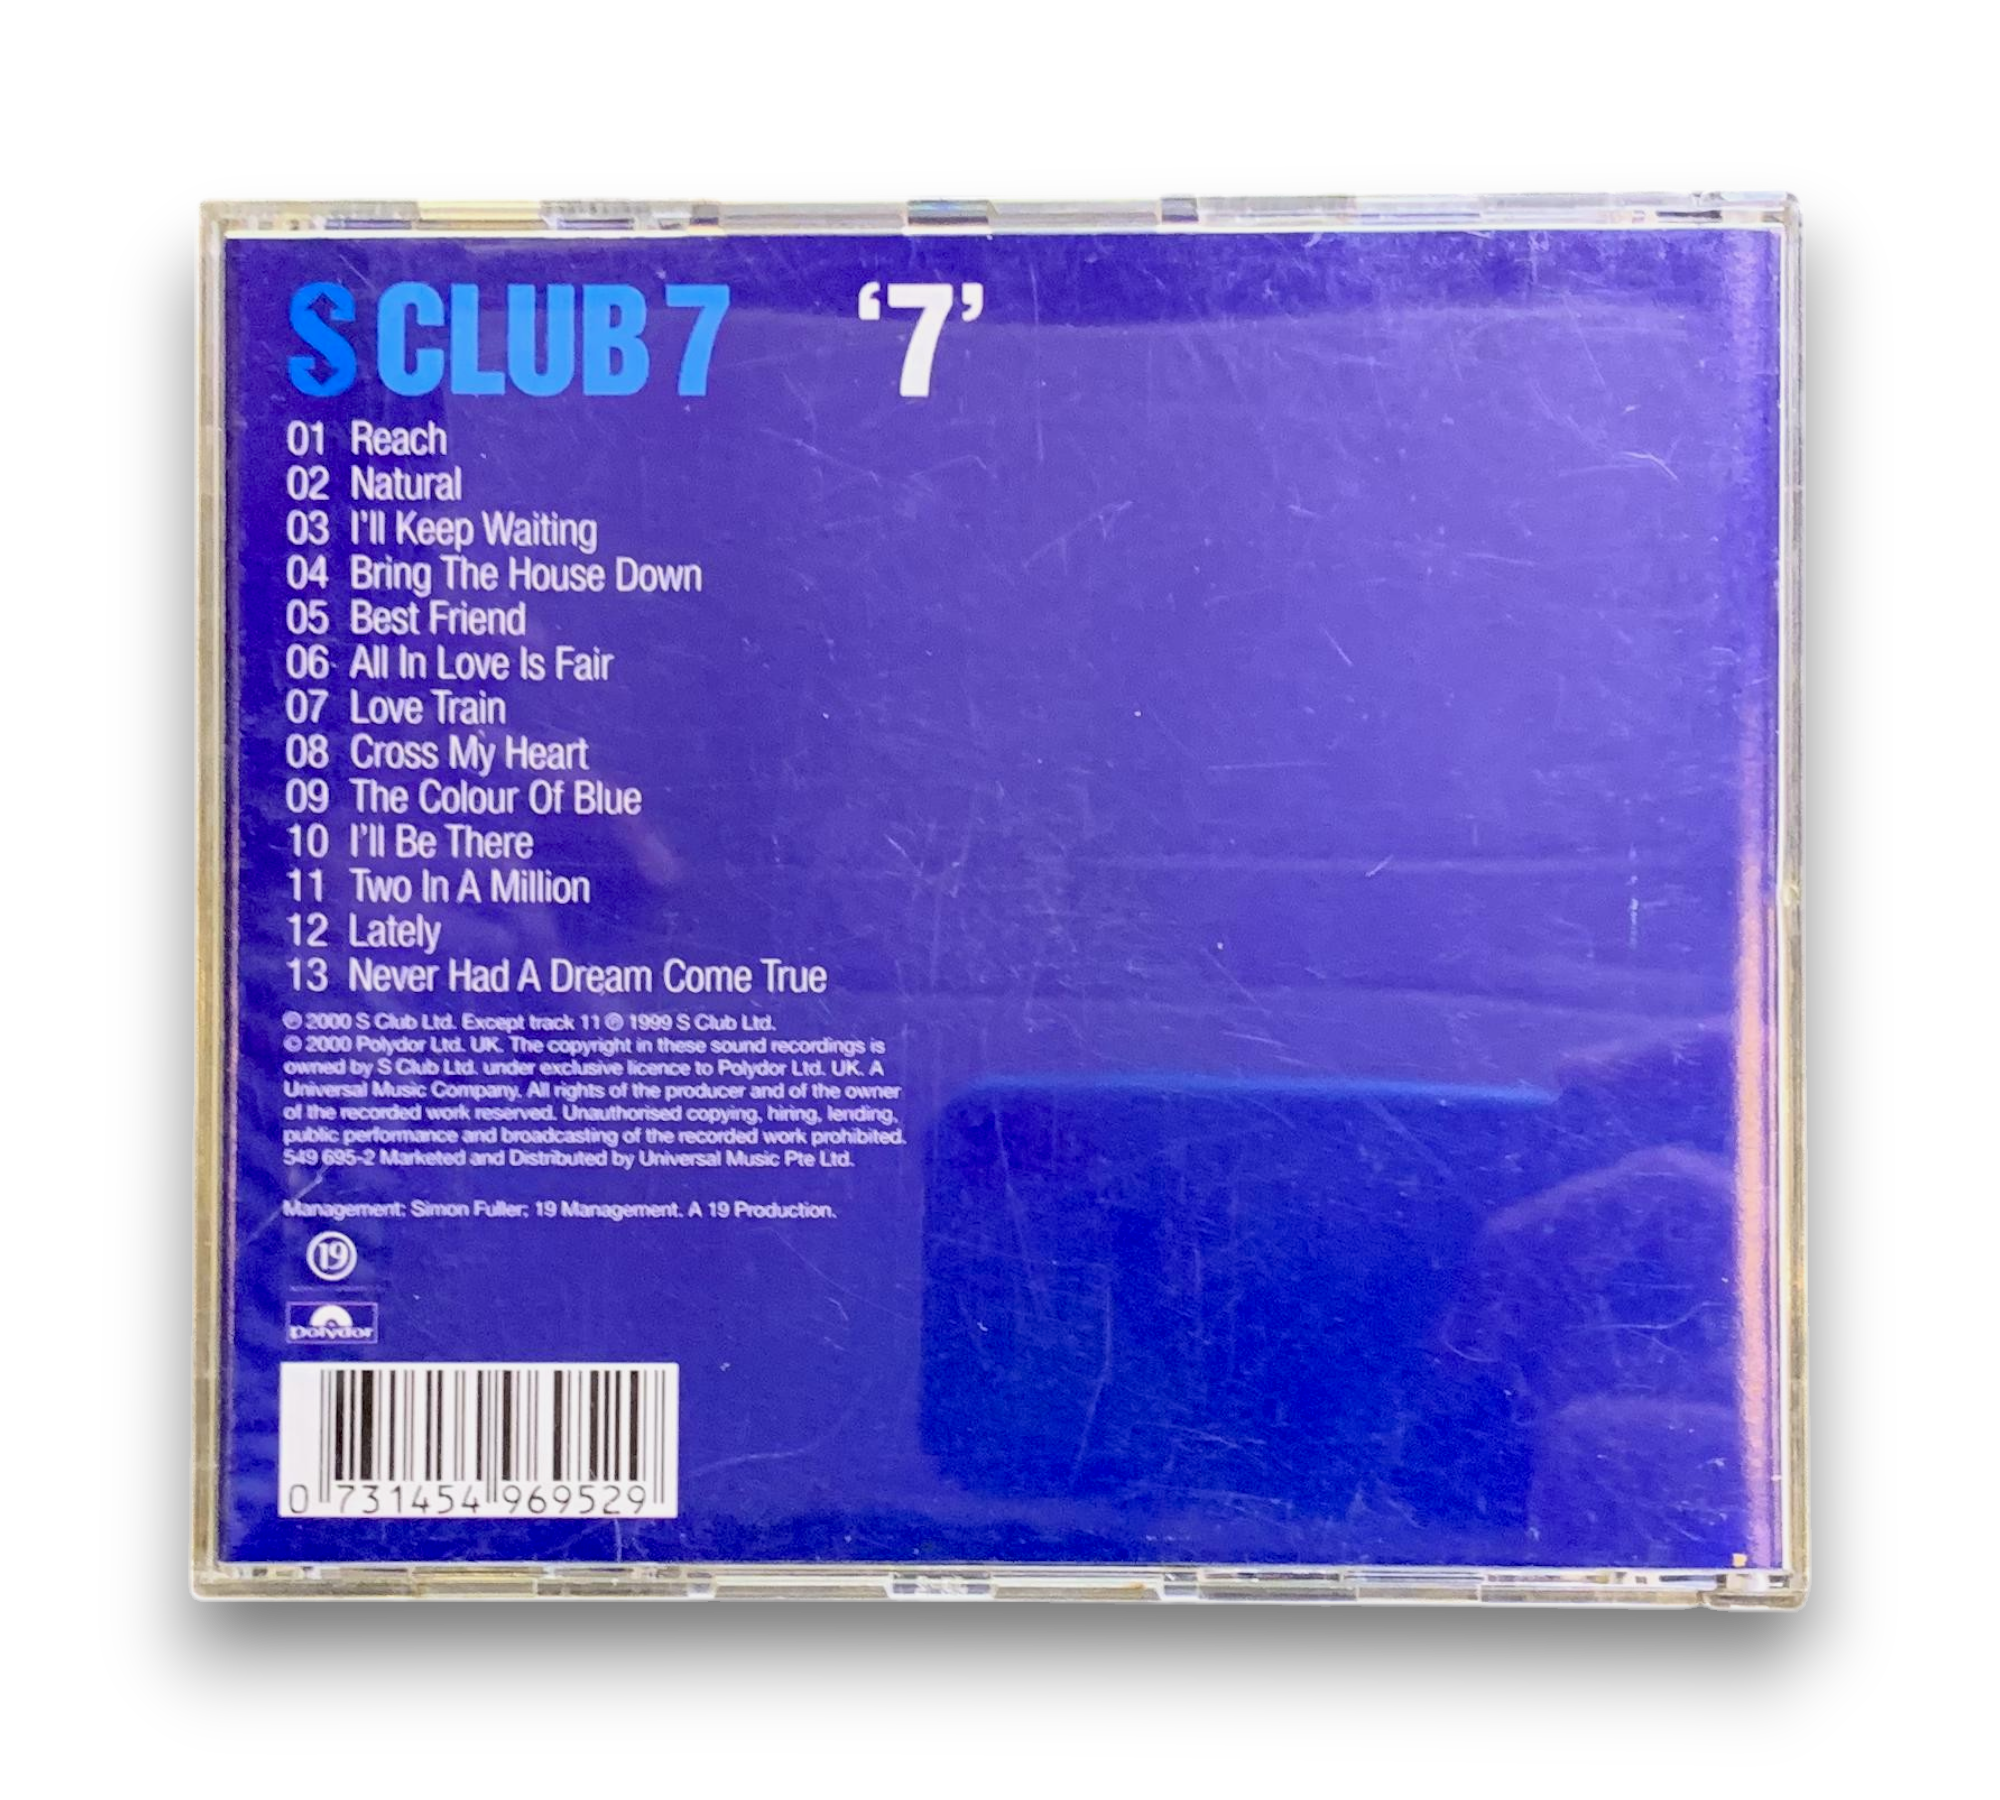 S CLUB 7 ‘7’
01 Reach
02 Natural
03 I’ll Keep Waiting
04 Bring The House Down
05 Best Friend
06 All In Love Is Fair
07 Love Train
08 Cross My Heart
09 The Colour Of Blue
10 I’ll Be There
11 Two In A Million
12 Lately
13 Never Had A Dream Come True
℗ 2000 S Club Ltd. Except track 11 ℗ 1999 S Club Ltd.
© 2000 Polydor Ltd. UK. The copyright in these sound recordings is
owned by S Club Ltd. under exclusive licence to Polydor Ltd. UK. A
Universal Music Company. All rights of the producer and of the owner
of the recorded work reserved. Unauthorised copying, hiring, lending,
public performance and broadcasting of the recorded work prohibited.
549 695-2 Marketed and Distributed by Universal Music Pte Ltd.
Management: Simon Fuller; 19 Management. A 19 Production.
19
polydor
0 731454 969529